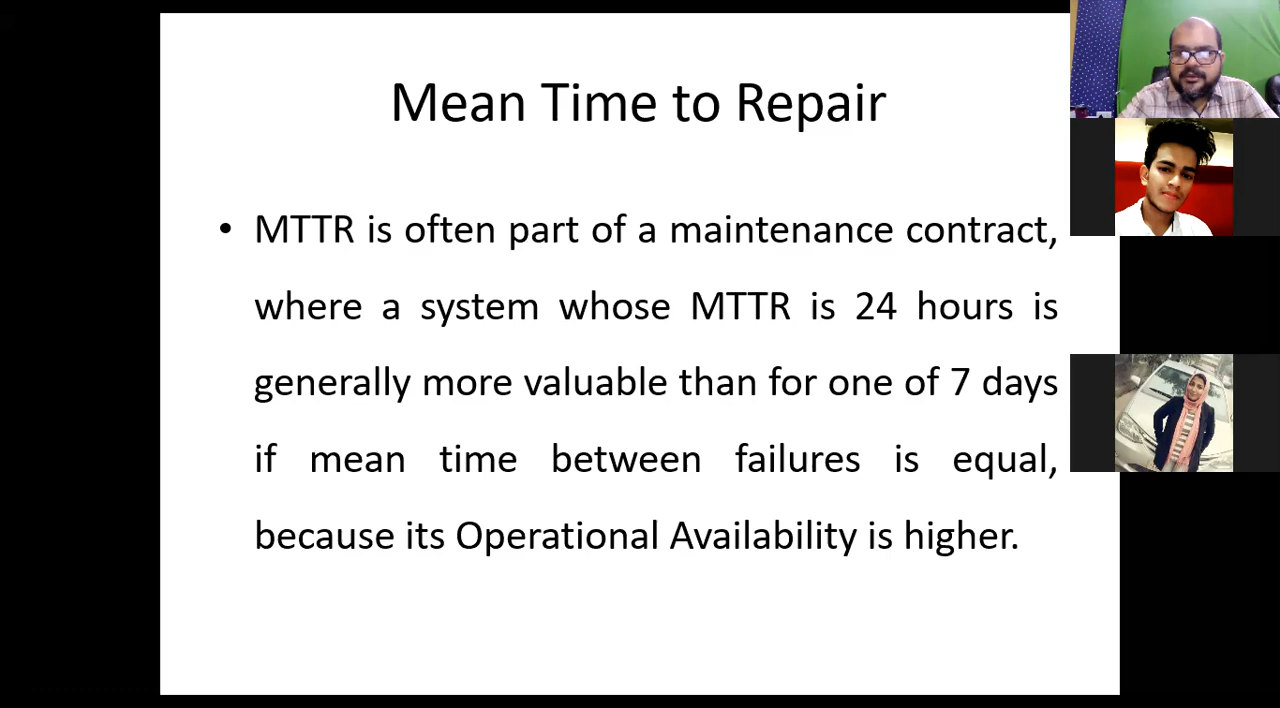 Mean Time to Repair
• MTTR is often part of a maintenance contract,
where a system whose MTTR is 24 hours is
generally more valuable than for one of 7 days
if mean time between failures is equal,
because its Operational Availability is higher.